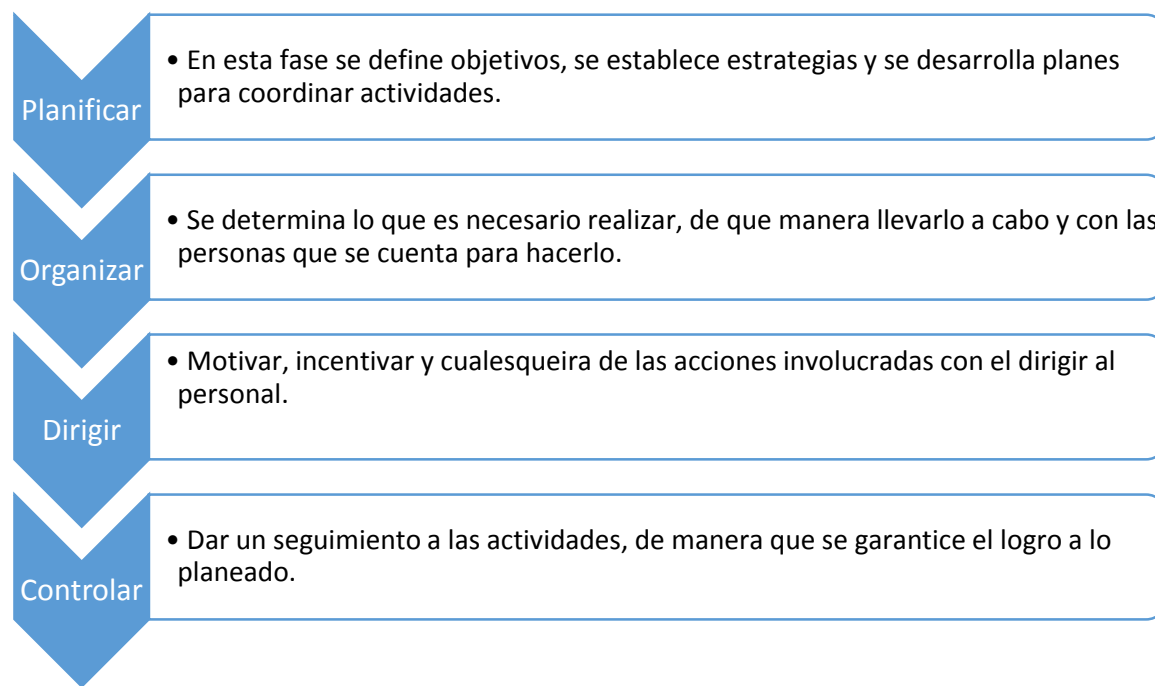 Planificar
• En esta fase se define objetivos, se establece estrategias y se desarrolla planes
para coordinar actividades.
Organizar
• Se determina lo que es necesario realizar, de que manera llevarlo a cabo y con las
personas que se cuenta para hacerlo.
Dirigir
• Motivar, incentivar y cualesqueira de las acciones involucradas con el dirigir al
personal.
Controlar
• Dar un seguimiento a las actividades, de manera que se garantice el logro a lo
planeado.